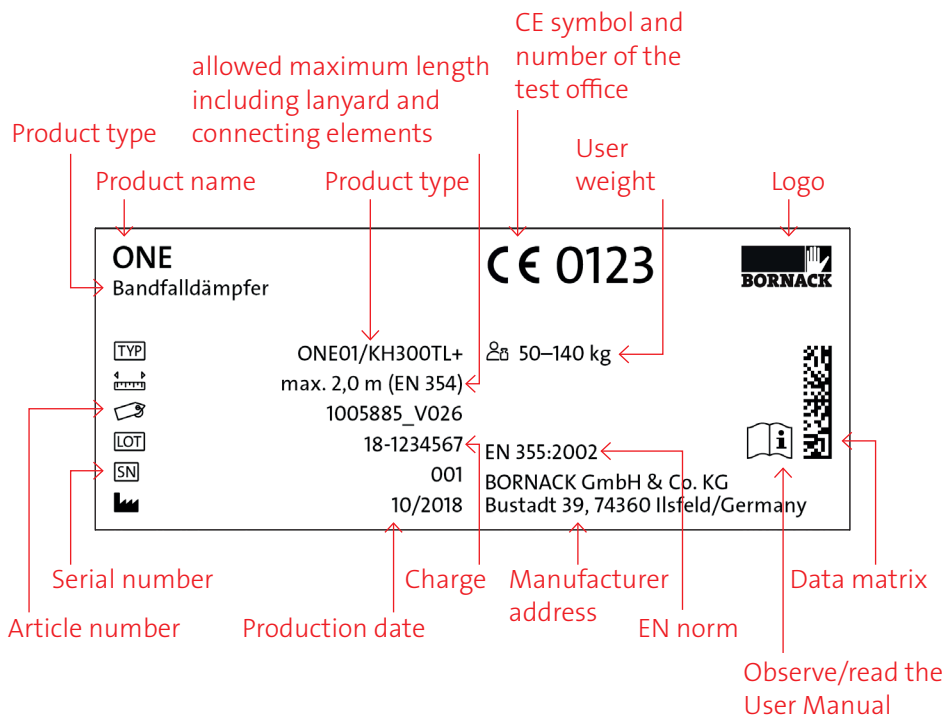 CE symbol and
number of the
test office
allowed maximum length
including lanyard and
connecting elements
Product type
User
weight
Product name
Product type
Logo
ONE
Bandfalldämpfer
CE 0123
BORNACK
TYP
ONE01/KH300TL+
50–140 kg
max. 2,0 m (EN 354)
1005885_V026
LOT
18-1234567
EN 355:2002
i
SN
001
BORNACK GmbH & Co. KG
10/2018
Bustadt 39, 74360 Ilsfeld/Germany
Serial number
Charge
Manufacturer
address
Data matrix
Article number
Production date
EN norm
Observe/read the
User Manual